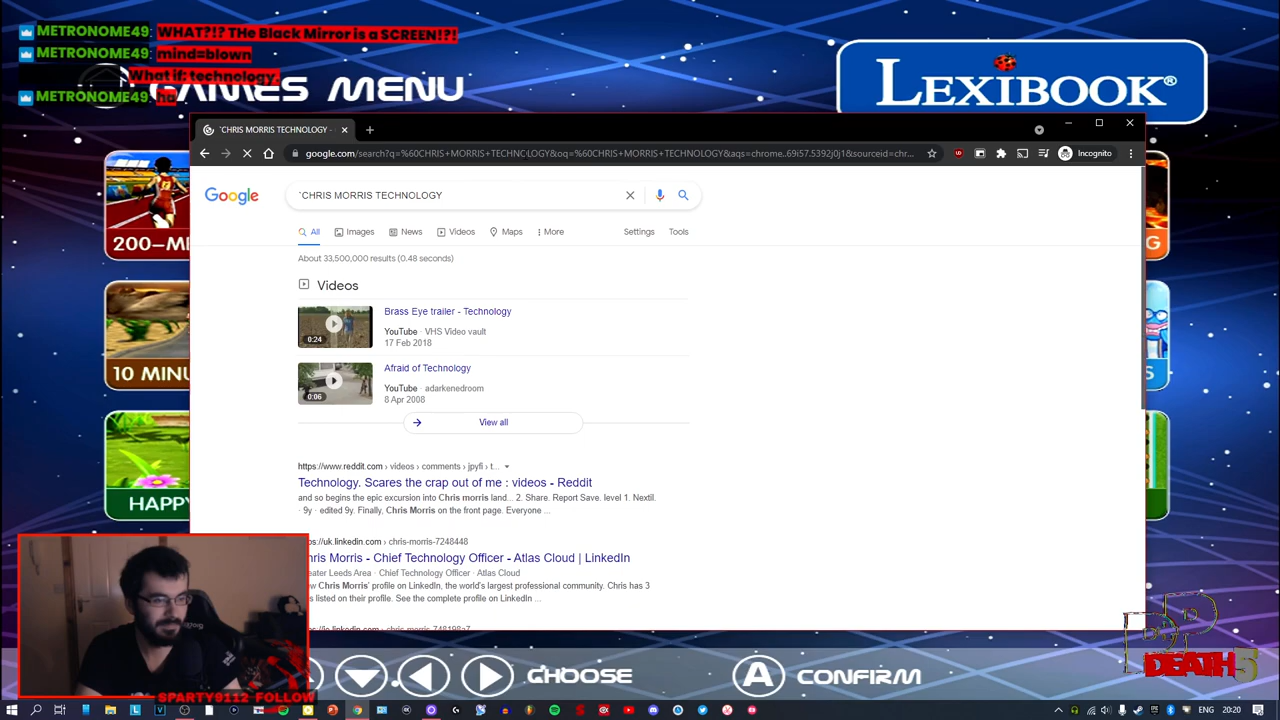 METRONOME49: WHAT?!? The Black Mirror is a SCREEN!?!
METRONOME49: mind=blown
What if: technology.
METRONOME49: ha
GAMES MENU
LEXIBOOK®
`CHRIS MORRIS TECHNOLOGY -
google.com/search?q=%60CHRIS+MORRIS+TECHNOLOGY&oq=%60CHRIS+MORRIS+TECHNOLOGY&aqs=chrome..69i57.5392j0j1&sourceid=chr...
Incognito
Google
`CHRIS MORRIS TECHNOLOGY
All
Images
News
Videos
Maps
More
Settings
Tools
About 33,500,000 results (0.48 seconds)
Videos
Brass Eye trailer - Technology
YouTube · VHS Video vault
17 Feb 2018
0:24
Afraid of Technology
YouTube · adarkenedroom
8 Apr 2008
0:06
View all
https://www.reddit.com › videos › comments › jpyfi › t...
Technology. Scares the crap out of me : videos - Reddit
and so begins the epic excursion into Chris morris land... 2. Share. Report Save. level 1. Nextil.
· 9y · edited 9y. Finally, Chris Morris on the front page. Everyone ...
linkedin.com › chris-morris-7248448
hris Morris - Chief Technology Officer - Atlas Cloud | LinkedIn
eater Leeds Area · Chief Technology Officer · Atlas Cloud
w Chris Morris' profile on LinkedIn, the world's largest professional community. Chris has 3
s listed on their profile. See the complete profile on LinkedIn ...
200-M
10 MINU
HAPPY
G
S
CHOOSE
A
CONFIRM
DEATH5
SPARTY9112 FOLLOW
ENG
20:20